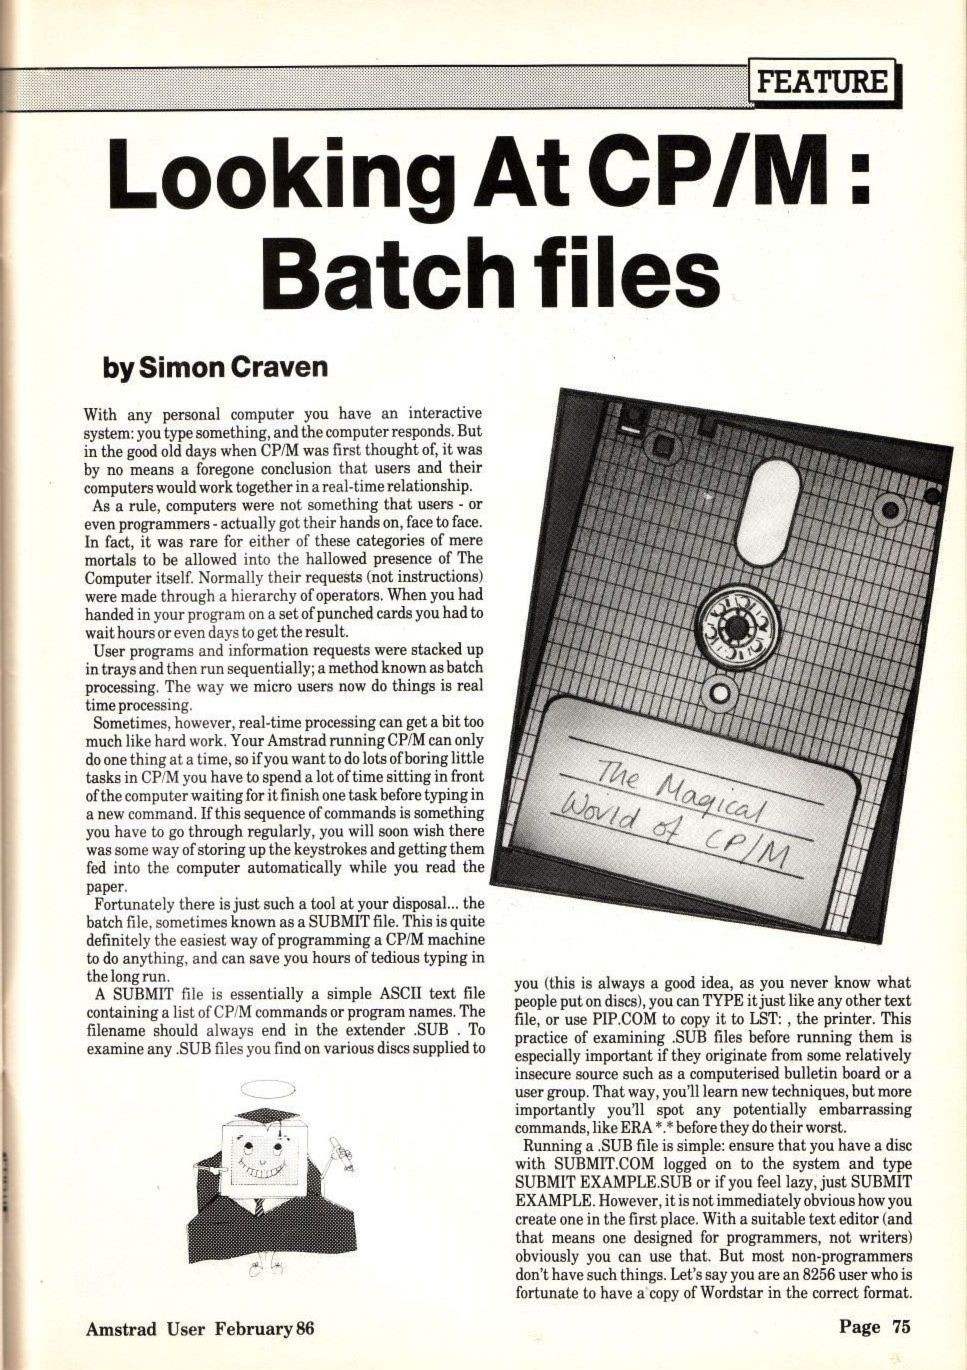 FEATURE
Looking At CP/M :
Batch files
by Simon Craven
With any personal computer you have an interactive
system: you type something, and the computer responds. But
in the good old days when CP/M was first thought of, it was
by no means a foregone conclusion that users and their
computers would work together in a real-time relationship.
As a rule, computers were not something that users - or
even programmers - actually got their hands on, face to face.
In fact, it was rare for either of these categories of mere
mortals to be allowed into the hallowed presence of The
Computer itself. Normally their requests (not instructions)
were made through a hierarchy of operators. When you had
handed in your program on a set of punched cards you had to
wait hours or even days to get the result.
User programs and information requests were stacked up
in trays and then run sequentially; a method known as batch
processing. The way we micro users now do things is real
time processing.
Sometimes, however, real-time processing can get a bit too
much like hard work. Your Amstrad running CP/M can only
do one thing at a time, so if you want to do lots of boring little
tasks in CP/M you have to spend a lot of time sitting in front
of the computer waiting for it finish one task before typing in
a new command. If this sequence of commands is something
you have to go through regularly, you will soon wish there
was some way of storing up the keystrokes and getting them
fed into the computer automatically while you read the
paper.
Fortunately there is just such a tool at your disposal... the
batch file, sometimes known as a SUBMIT file. This is quite
definitely the easiest way of programming a CP/M machine
to do anything, and can save you hours of tedious typing in
the long run.
A SUBMIT file is essentially a simple ASCII text file
containing a list of CP/M commands or program names. The
filename should always end in the extender .SUB . To
examine any .SUB files you find on various discs supplied to
The Magical
World of CP/M
you (this is always a good idea, as you never know what
people put on discs), you can TYPE it just like any other text
file, or use PIP.COM to copy it to LST: , the printer. This
practice of examining .SUB files before running them is
especially important if they originate from some relatively
insecure source such as a computerised bulletin board or a
user group. That way, you'll learn new techniques, but more
importantly you'll spot any potentially embarrassing
commands, like ERA *.* before they do their worst.
Running a .SUB file is simple: ensure that you have a disc
with SUBMIT.COM logged on to the system and type
SUBMIT EXAMPLE.SUB or if you feel lazy, just SUBMIT
EXAMPLE. However, it is not immediately obvious how you
create one in the first place. With a suitable text editor (and
that means one designed for programmers, not writers)
obviously you can use that. But most non-programmers
don't have such things. Let's say you are an 8256 user who is
fortunate to have a copy of Wordstar in the correct format.
Amstrad User February 86
Page 75